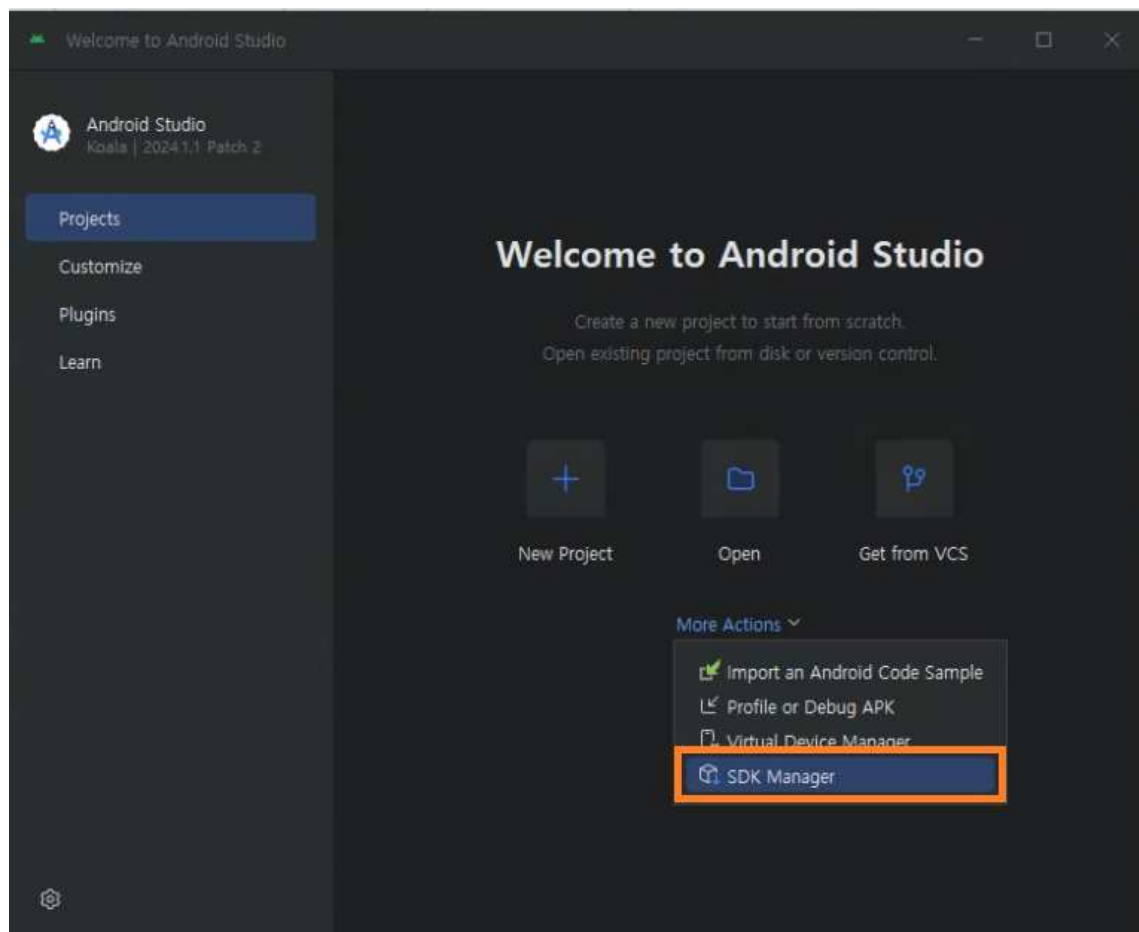 Welcome to Android Studio
Android Studio
Koala | 2024.1.1 Patch 2
Projects
Customize
Plugins
Learn
Welcome to Android Studio
Create a new project to start from scratch.
Open existing project from disk or version control.
New Project
Open
Get from VCS
More Actions
Import an Android Code Sample
Profile or Debug APK
Virtual Device Manager
SDK Manager